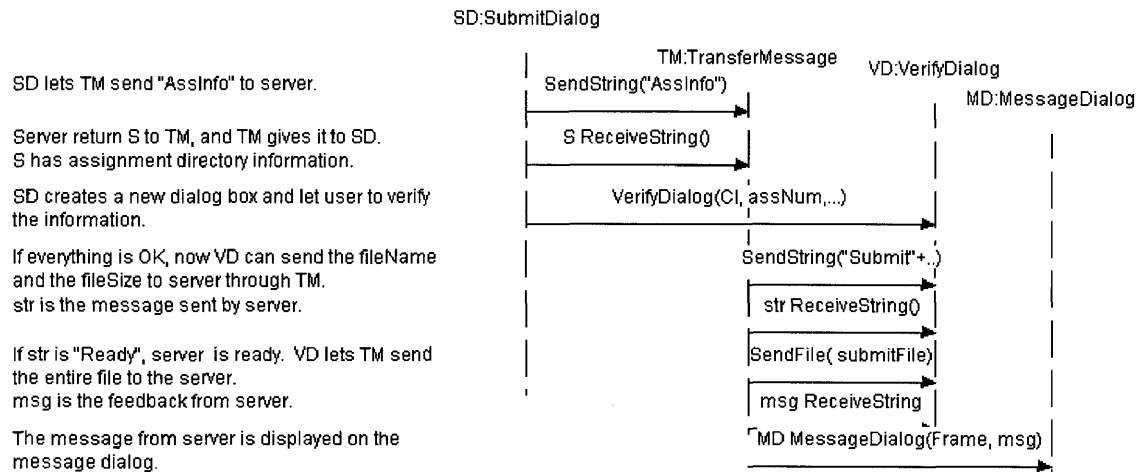 SD:SubmitDialog
TM:TransferMessage
VD:VerifyDialog
MD:MessageDialog
SD lets TM send "AssInfo" to server.
SendString("AssInfo")
Server return S to TM, and TM gives it to SD.
S has assignment directory information.
S ReceiveString()
SD creates a new dialog box and let user to verify
the information.
VerifyDialog(CI, assNum,...)
If everything is OK, now VD can send the fileName
and the fileSize to server through TM.
str is the message sent by server.
SendString("Submit"+..)
str ReceiveString()
If str is "Ready", server is ready. VD lets TM send
the entire file to the server.
msg is the feedback from server.
SendFile( submitFile)
msg ReceiveString
The message from server is displayed on the
message dialog.
MD MessageDialog(Frame, msg)